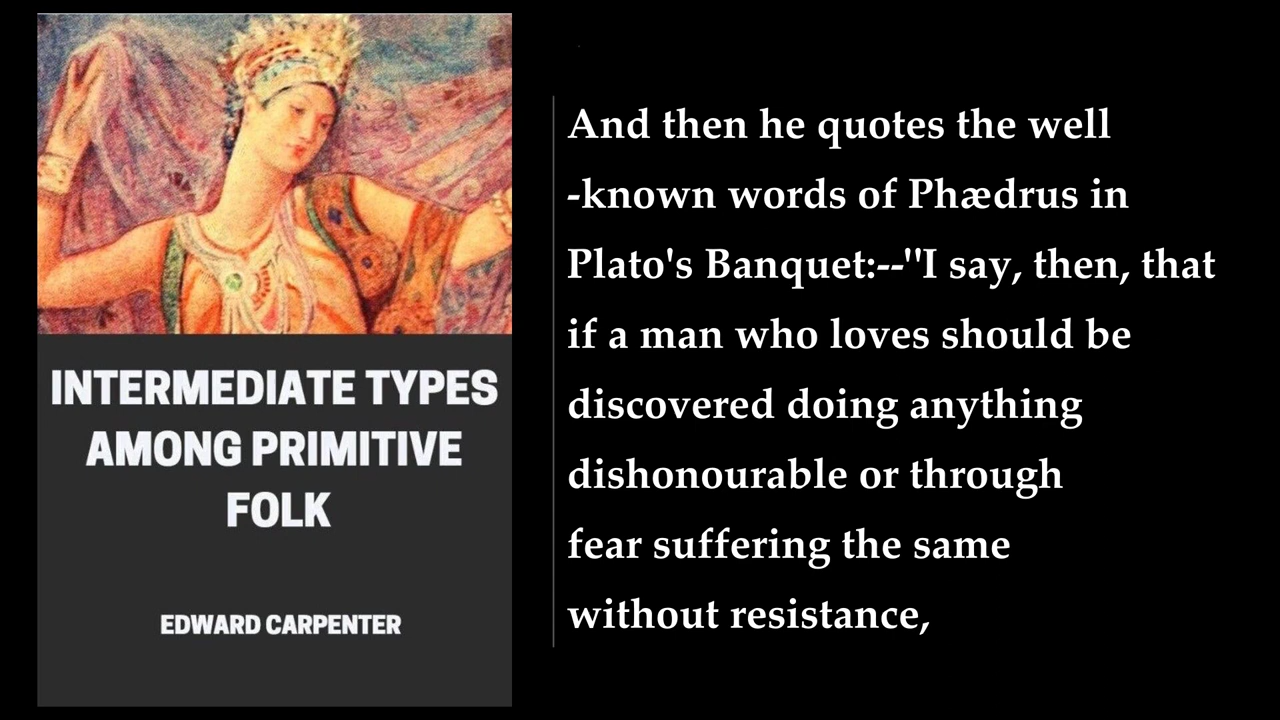 INTERMEDIATE TYPES
AMONG PRIMITIVE
FOLK
EDWARD CARPENTER
And then he quotes the well
-known words of Phædrus in
Plato's Banquet:--"I say, then, that
if a man who loves should be
discovered doing anything
dishonourable or through
fear suffering the same
without resistance,